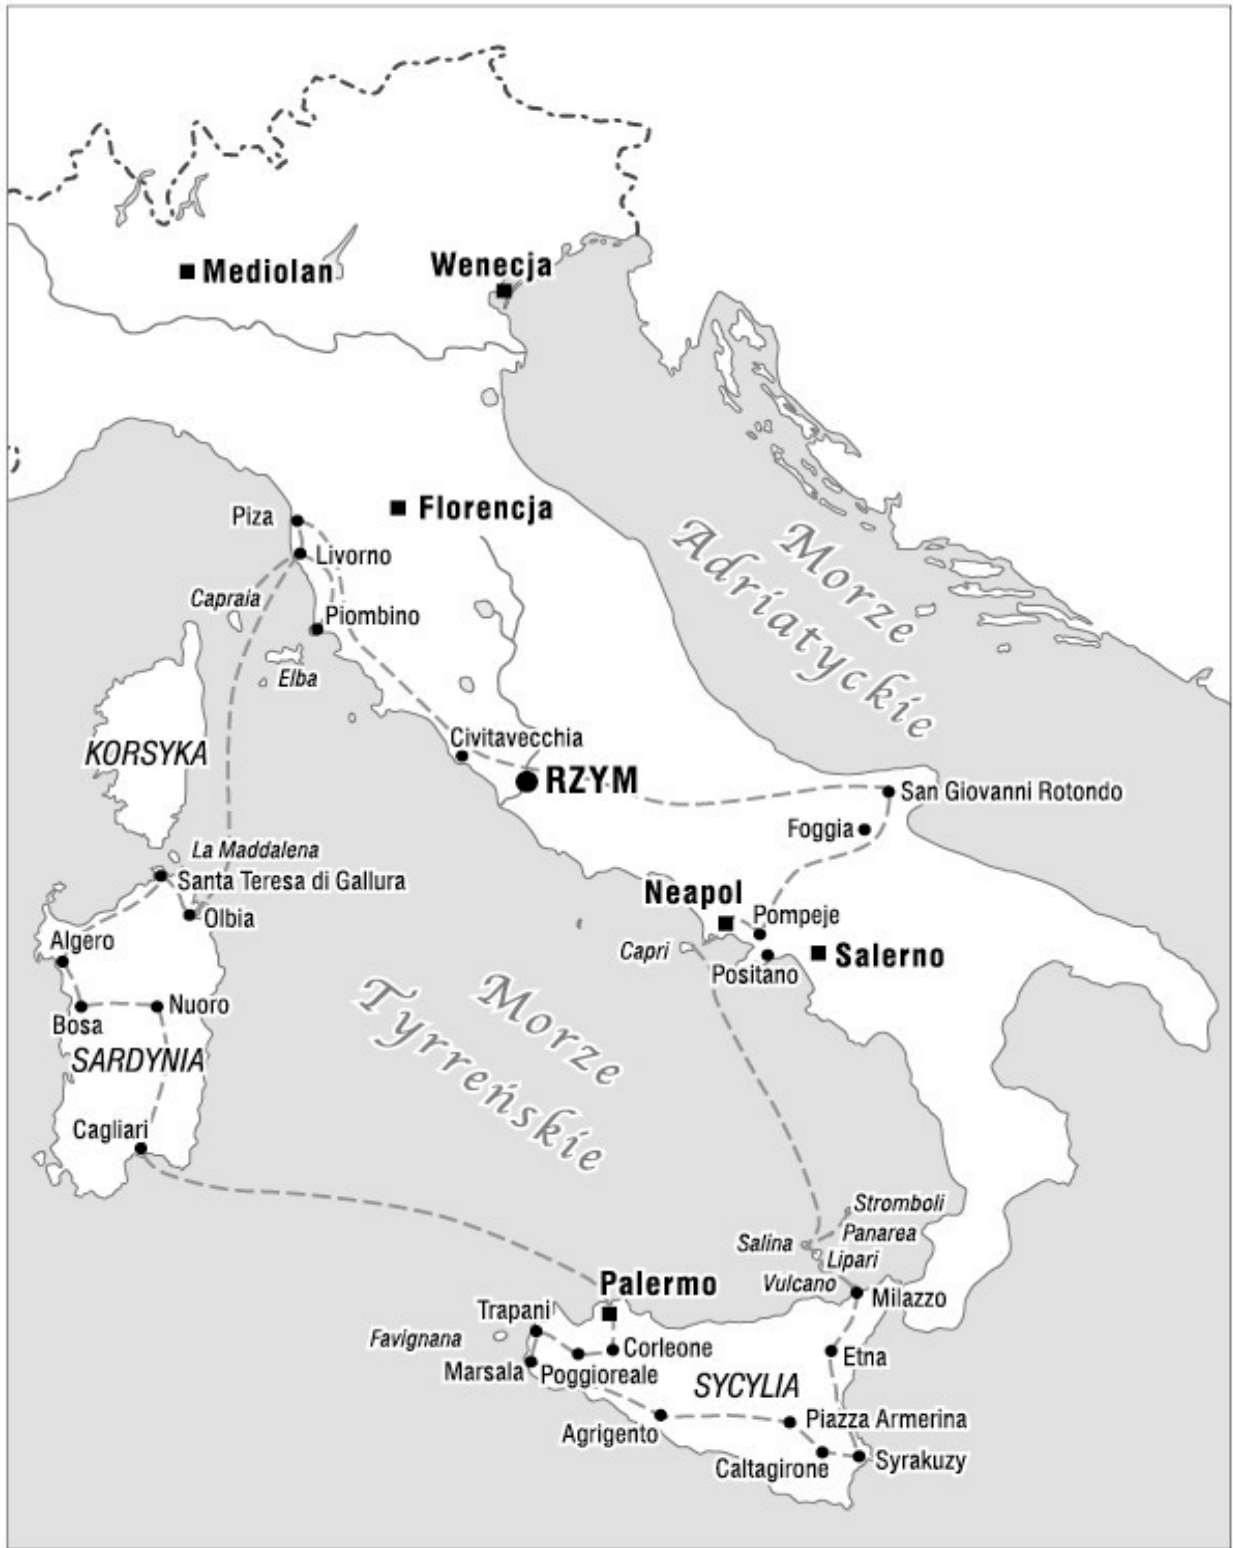 Wenecja
Mediolan
Piza
Florencja
Livorno
Morze
Adriatyckie
Capraia
Piombino
Elba
Civitavecchia
KORSYKA
RZYM
San Giovanni Rotondo
Foggia
La Maddalena
Santa Teresa di Gallura
Neapol
Olbia
Pompeje
Algero
Capri
Salerno
Positano
Nuoro
Bosa
Morze
Tyrreńskie
SARDYNIA
Cagliari
Stromboli
Panarea
Salina
Lipari
Vulcano
Palermo
Milazzo
Trapani
Favignana
Corleone
Etna
Marsala
Poggioreale
SYCYLIA
Piazza Armerina
Agrigento
Caltagirone
Syrakuzy